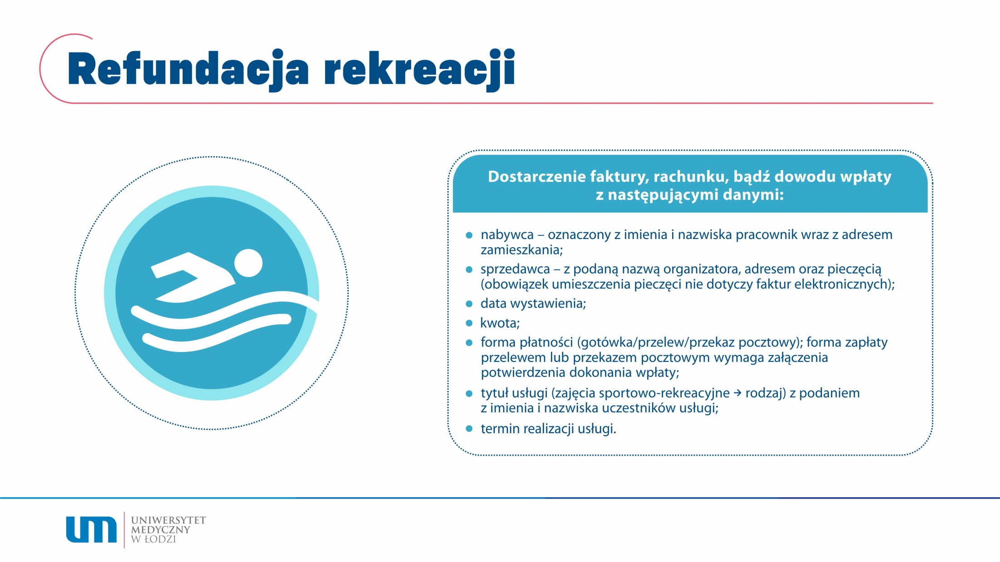 Refundacja rekreacji
Dostarczenie faktury, rachunku, bądź dowodu wpłaty
z następującymi danymi:
● nabywca – oznaczony z imienia i nazwiska pracownik wraz z adresem
zamieszkania;
● sprzedawca – z podaną nazwą organizatora, adresem oraz pieczęcią
(obowiązek umieszczenia pieczęci nie dotyczy faktur elektronicznych);
● data wystawienia;
● kwota;
● forma płatności (gotówka/przelew/przekaz pocztowy); forma zapłaty
przelewem lub przekazem pocztowym wymaga załączenia
potwierdzenia dokonania wpłaty;
● tytuł usługi (zajęcia sportowo-rekreacyjne → rodzaj) z podaniem
z imienia i nazwiska uczestników usługi;
● termin realizacji usługi.
um
UNIWERSYTET
MEDYCZNY
W ŁODZI